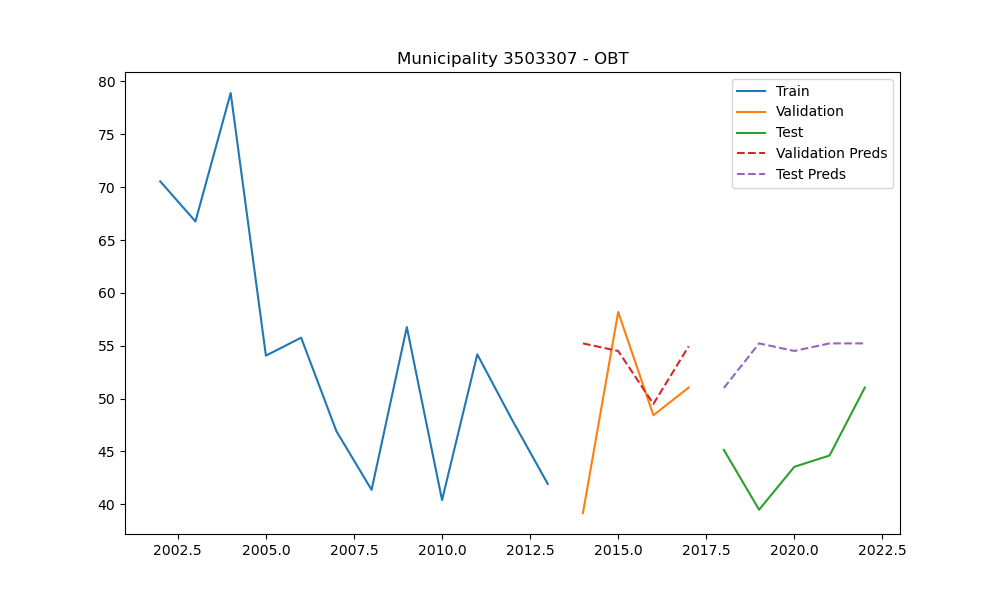 Municipality 3503307 - OBT
80
75
70
65
60
55
50
45
40
2002.5 2005.0 2007.5 2010.0 2012.5 2015.0 2017.5 2020.0 2022.5
Train
Validation
Test
Validation Preds
Test Preds